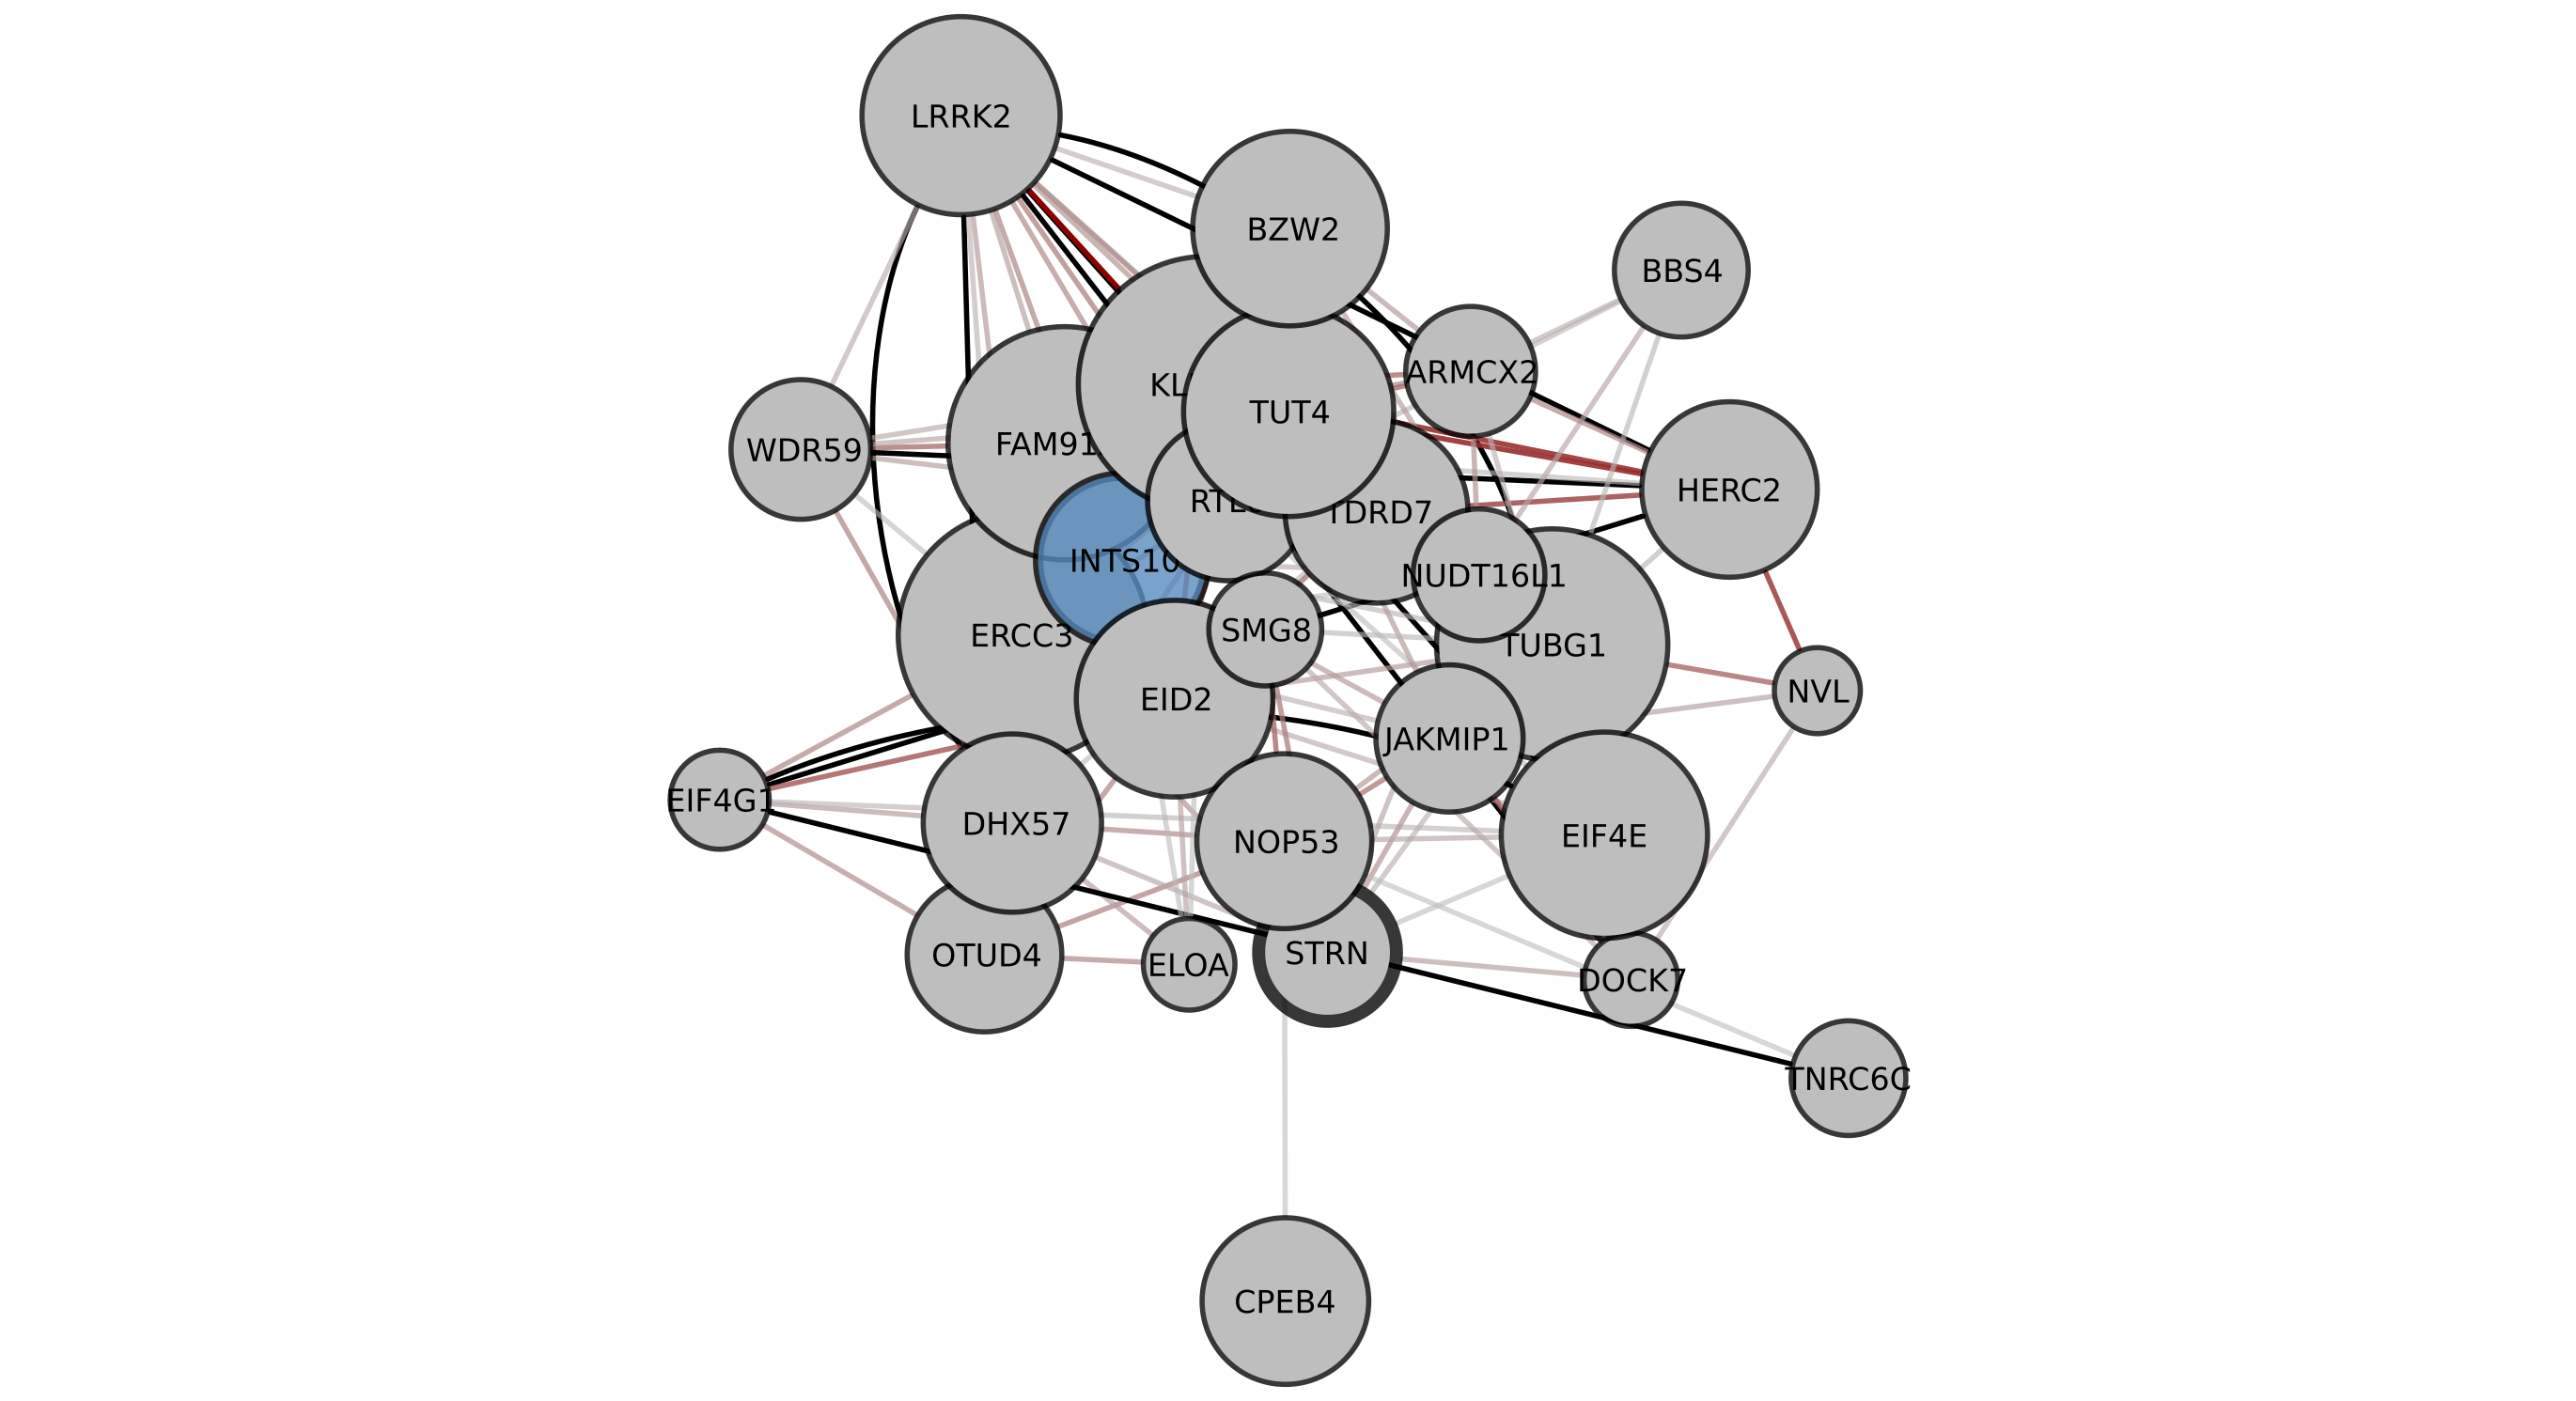 LRRK2
BZW2
BBS4
ARMCX2
KL
TUT4
FAM91
WDR59
HERC2
TDRD7
INTS10
NUDT16L1
SMG8
ERCC3
TUBG1
EID2
NVL
JAKMIP1
EIF4G1
DHX57
EIF4E
NOP53
STRN
OTUD4
ELOA
DOCK7
TNRC6C
CPEB4